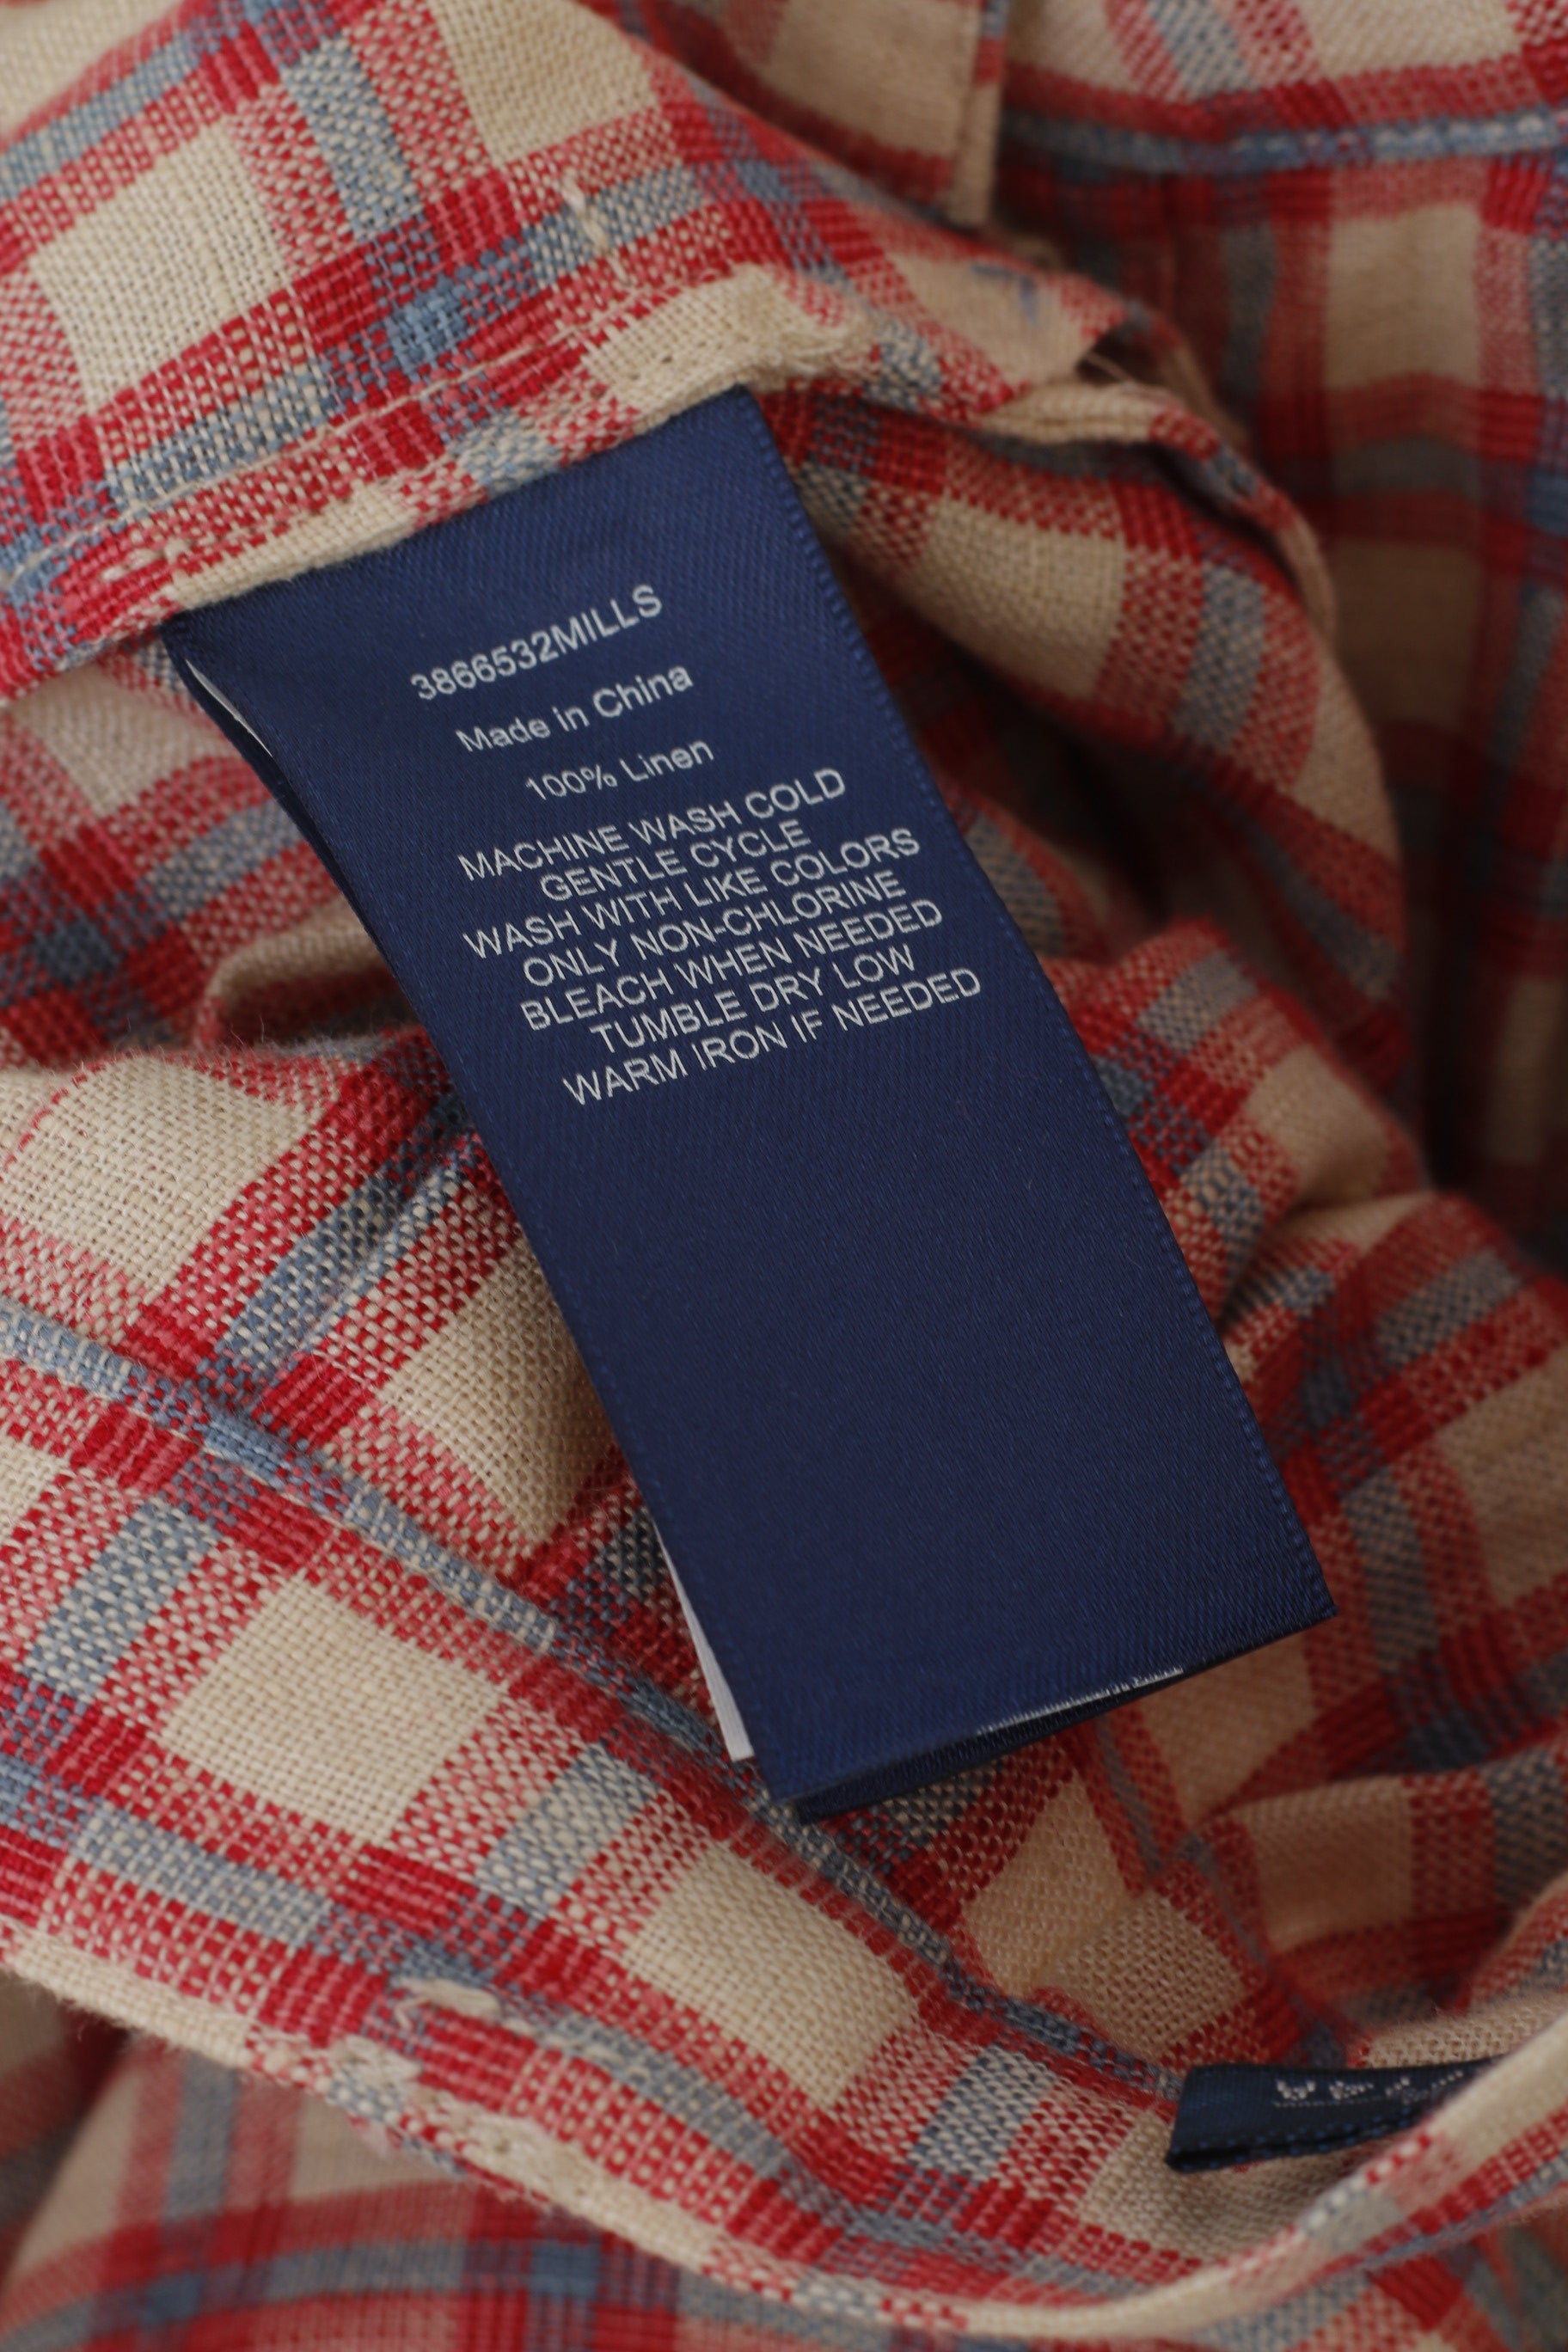 3866532MILLS
Made in China
100% Linen
MACHINE WASH COLD
GENTLE CYCLE
WASH WITH LIKE COLORS
ONLY NON-CHLORINE
BLEACH WHEN NEEDED
TUMBLE DRY LOW
WARM IRON IF NEEDED